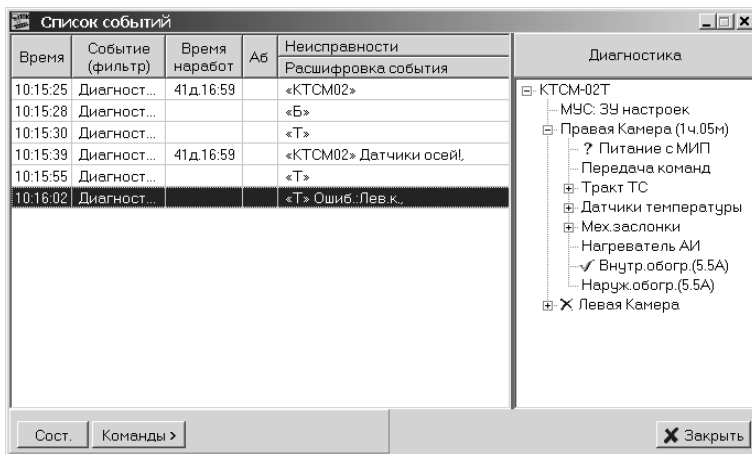 Список событий
Время
Событие (фильтр)
Время наработ
Аб
Неисправности
Расшифровка события
10:15:25 Диагност... 41д.16:59 «КТСМ02»
10:15:28 Диагност... «Б»
10:15:30 Диагност... «Т»
10:15:39 Диагност... 41д.16:59 «КТСМ02» Датчики осей!,
10:15:55 Диагност... «Т»
10:16:02 Диагност... «Т» Ошиб.:Лев.к.,
Диагностика
КТСМ-02Т
МУС: ЗУ настроек
Правая Камера (1ч.05м)
? Питание с МИП
Передача команд
Тракт ТС
Датчики температуры
Мех.заслонки
Нагреватель АИ
Внутр.обогр.(5.5А)
Наруж.обогр.(5.5А)
Левая Камера
Сост.
Команды >
Закрыть